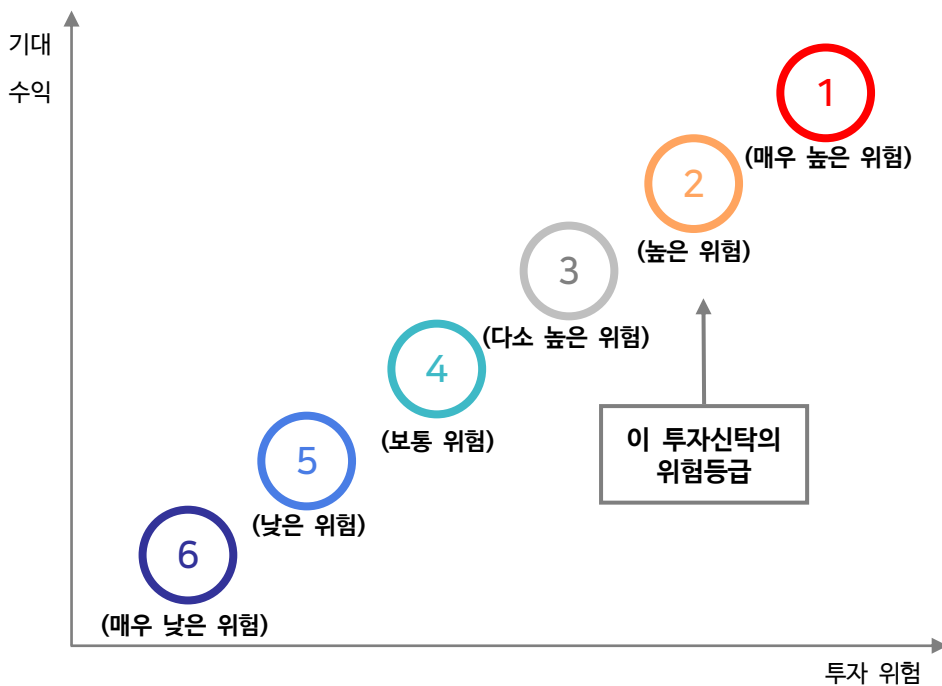 기대
수익
1
(매우 높은 위험)
2
(높은 위험)
3
(다소 높은 위험)
4
(보통 위험)
이 투자신탁의
위험등급
5
(낮은 위험)
6
(매우 낮은 위험)
투자 위험